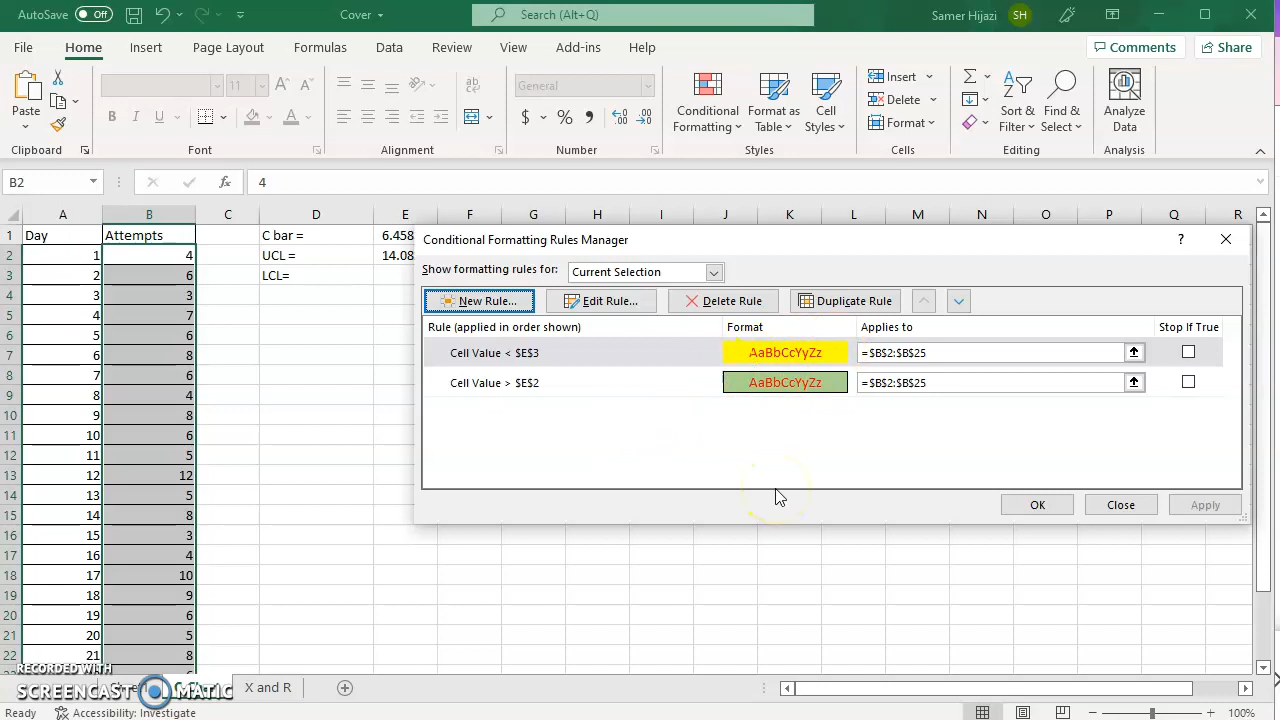 AutoSave Off Cover Search (Alt+Q) Samer Hijazi SH
File Home Insert Page Layout Formulas Data Review View Add-ins Help Comments Share
Paste 11 General Conditional Formatting Format as Table Cell Styles Insert Delete Format Sort & Filter Find & Select Analyze Data
Clipboard Font Alignment Number Styles Cells Editing Analysis
B2 fx 4
A B C D E F G H I J K L M N O P Q R
1 Day Attempts C bar = 6.458
2 1 4 UCL = 14.08
3 2 6 LCL=
4 3 3
5 4 7
6 5 6
7 6 8
8 7 6
9 8 4
10 9 8
11 10 6
12 11 5
13 12 12
14 13 5
15 14 8
16 15 3
17 16 4
18 17 10
19 18 9
20 19 6
21 20 5
22 21 8
Conditional Formatting Rules Manager ?
Show formatting rules for: Current Selection
New Rule... Edit Rule... Delete Rule Duplicate Rule
Rule (applied in order shown) Format Applies to Stop If True
Cell Value < $E$3 AaBbCcYyZz =$B$2:$B$25
Cell Value > $E$2 AaBbCcYyZz =$B$2:$B$25
OK Close Apply
RECORDED WITH
SCREENCAST MATIC
X and R
Ready Accessibility: Investigate 100%